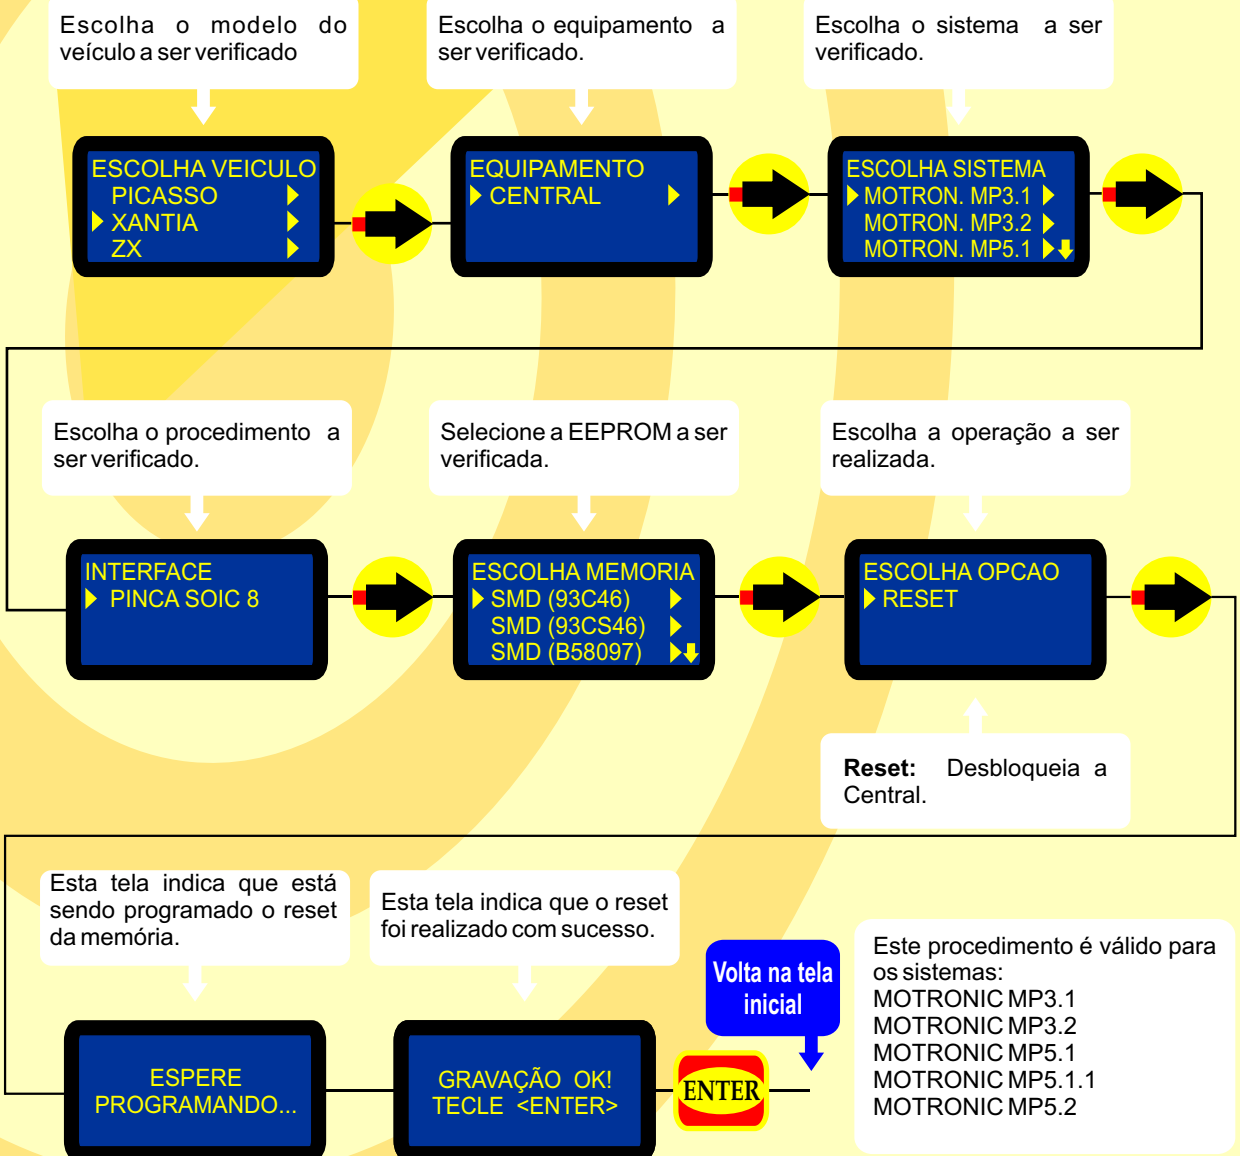 Escolha o modelo do
veículo a ser verificado
Escolha o equipamento a
ser verificado.
Escolha o sistema a ser
verificado.
ESCOLHA VEICULO
PICASSO
XANTIA
ZX
EQUIPAMENTO
CENTRAL
ESCOLHA SISTEMA
MOTRON. MP3.1
MOTRON. MP3.2
MOTRON. MP5.1
Escolha o procedimento a
ser verificado.
Selecione a EEPROM a ser
verificada.
Escolha a operação a ser
realizada.
INTERFACE
PINCA SOIC 8
ESCOLHA MEMORIA
SMD (93C46)
SMD (93CS46)
SMD (B58097)
ESCOLHA OPCAO
RESET
Reset: Desbloqueia a
Central.
Esta tela indica que está
sendo programado o reset
da memória.
Esta tela indica que o reset
foi realizado com sucesso.
Volta na tela
inicial
Este procedimento é válido para
os sistemas:
MOTRONIC MP3.1
MOTRONIC MP3.2
MOTRONIC MP5.1
MOTRONIC MP5.1.1
MOTRONIC MP5.2
ESPERE
PROGRAMANDO...
GRAVAÇÃO OK!
TECLE <ENTER>
ENTER